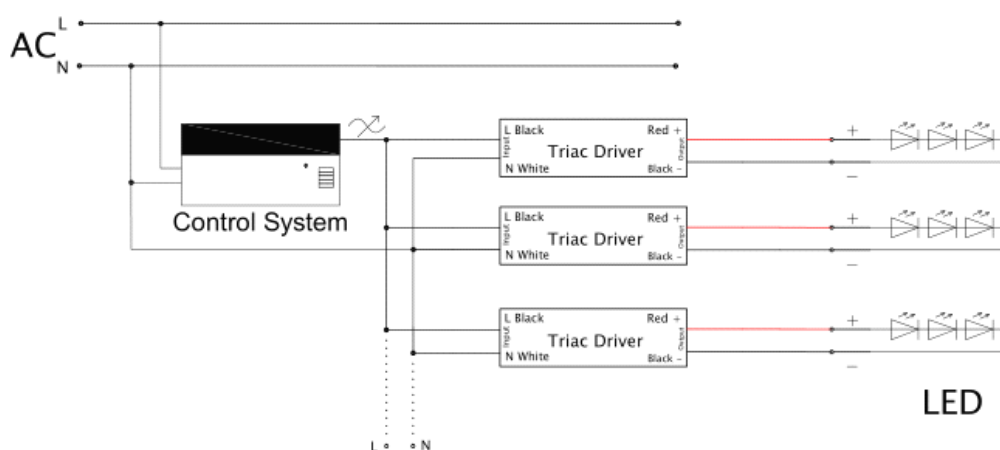 L
AC
N
Control System
L Black
Red +
Input
Triac Driver
Output
N White
Black -
+
−
L Black
Red +
Input
Triac Driver
Output
N White
Black -
+
−
L Black
Red +
Input
Triac Driver
Output
N White
Black -
+
−
LED
L
N